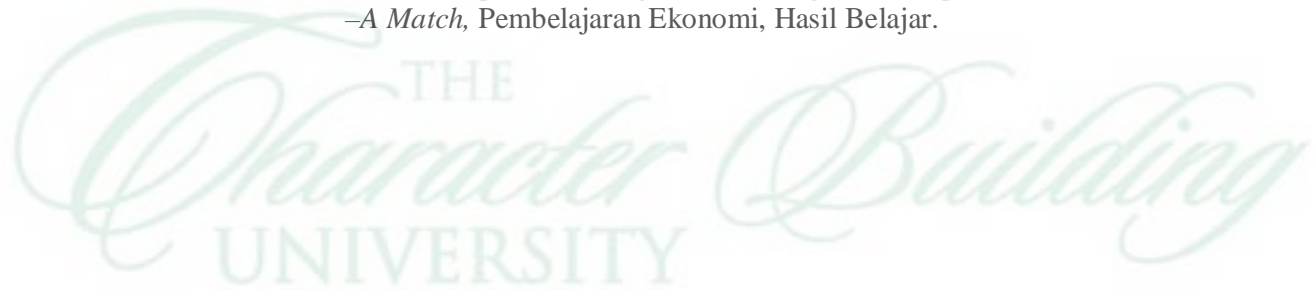 –A Match, Pembelajaran Ekonomi, Hasil Belajar.
THE
Character Building
UNIVERSITY